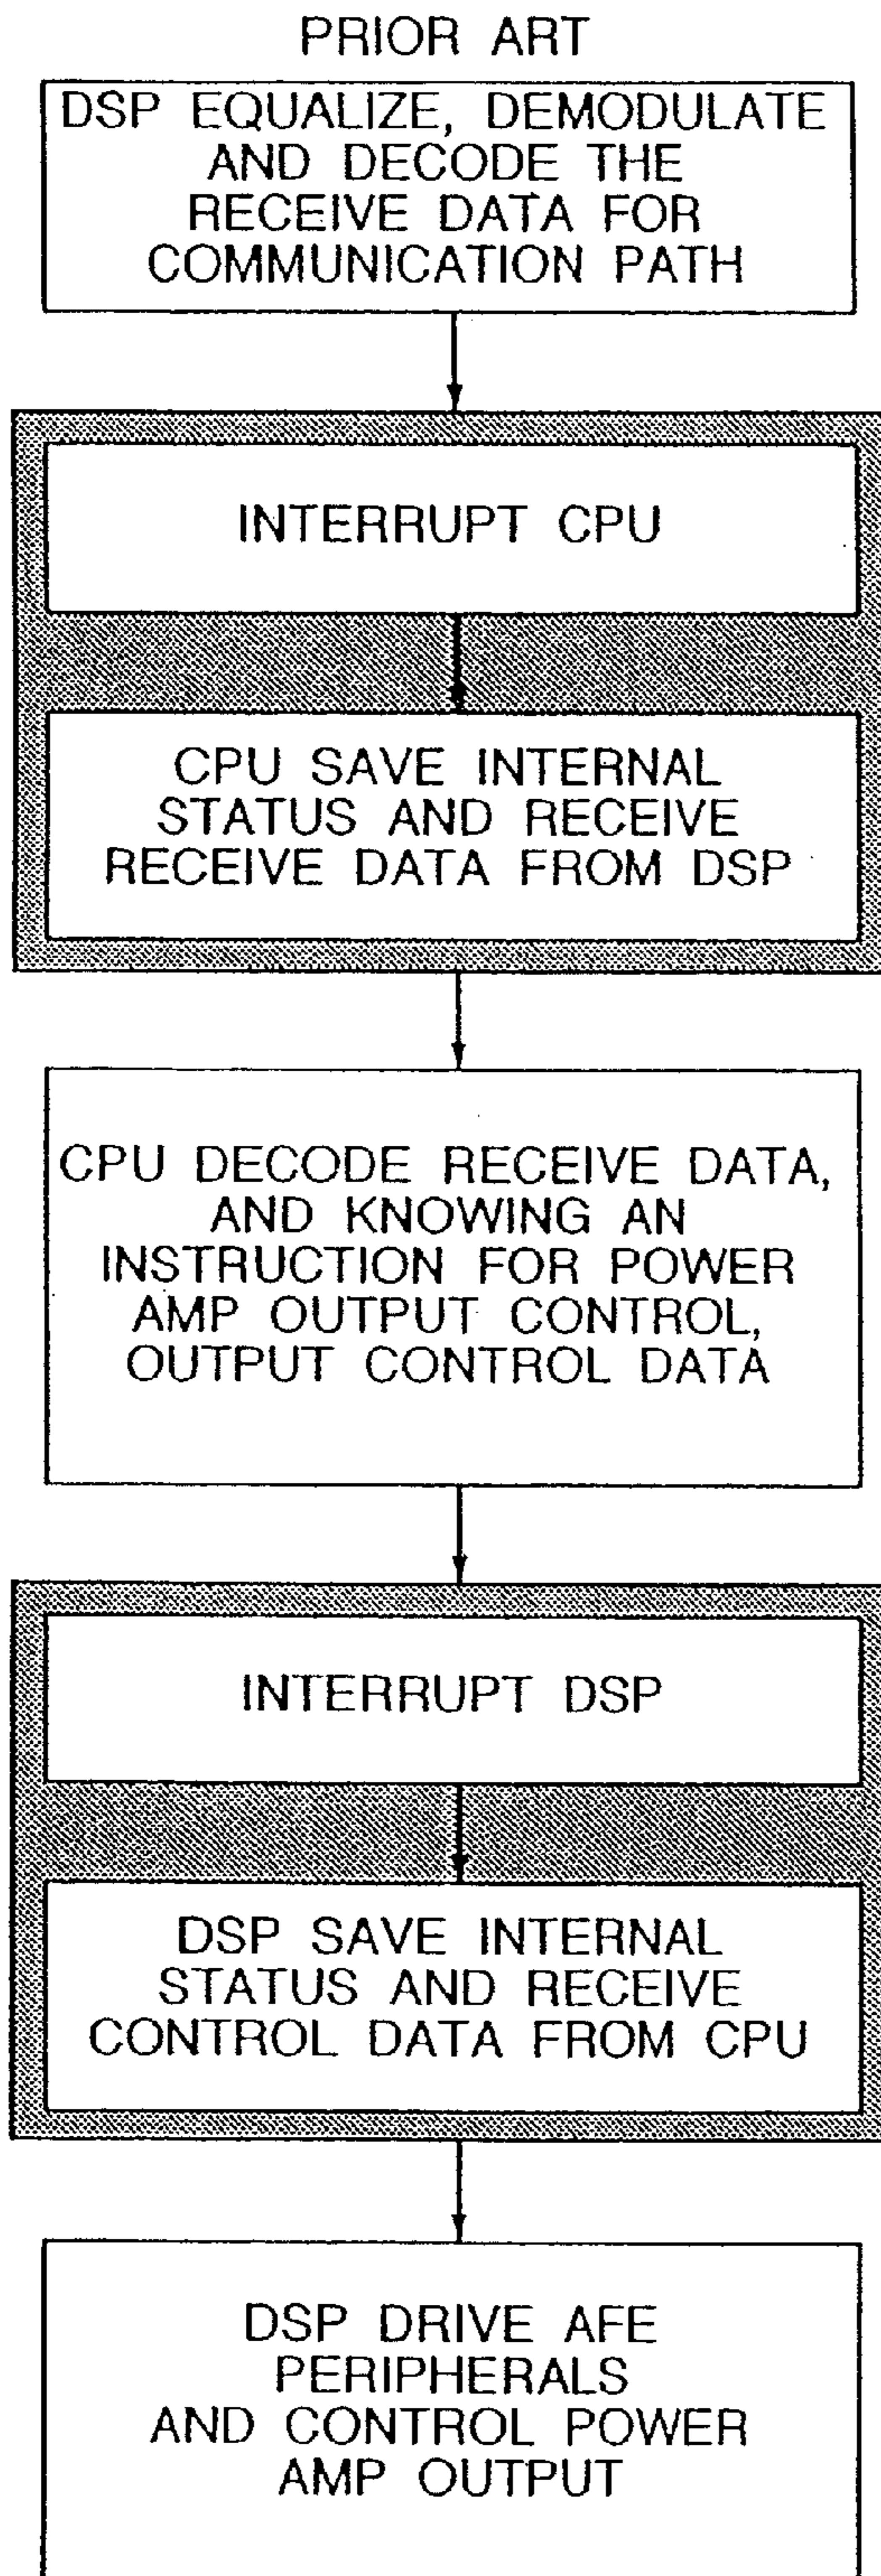 PRIOR ART
DSP EQUALIZE, DEMODULATE
AND DECODE THE
RECEIVE DATA FOR
COMMUNICATION PATH
INTERRUPT CPU
CPU SAVE INTERNAL
STATUS AND RECEIVE
RECEIVE DATA FROM DSP
CPU DECODE RECEIVE DATA,
AND KNOWING AN
INSTRUCTION FOR POWER
AMP OUTPUT CONTROL,
OUTPUT CONTROL DATA
INTERRUPT DSP
DSP SAVE INTERNAL
STATUS AND RECEIVE
CONTROL DATA FROM CPU
DSP DRIVE AFE
PERIPHERALS
AND CONTROL POWER
AMP OUTPUT